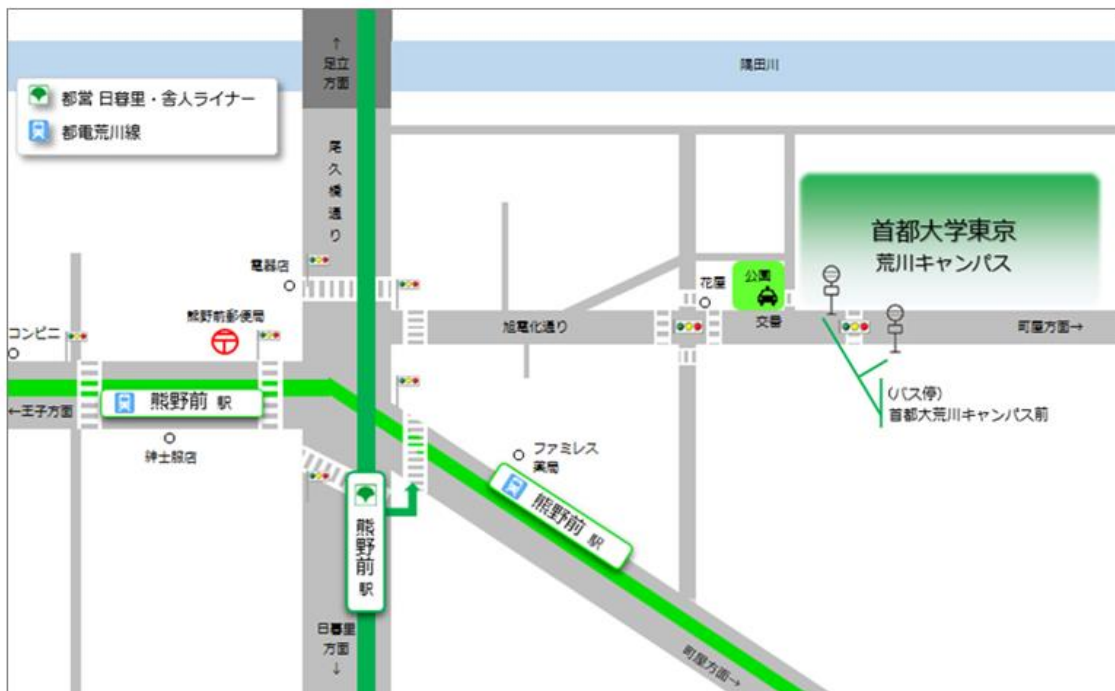 ↑
足立
方面
隅田川
都営 日暮里・舎人ライナー
都電荒川線
尾久橋通り
首都大学東京
荒川キャンパス
電器店
公園
花屋
熊野前郵便局
コンビニ
旭電化通り
交番
町屋方面→
熊野前 駅
←王子方面
(バス停)
首都大荒川キャンパス前
紳士服店
ファミレス
薬局
熊野前 駅
熊野前 駅
日暮里
方面
↓
町屋方面→